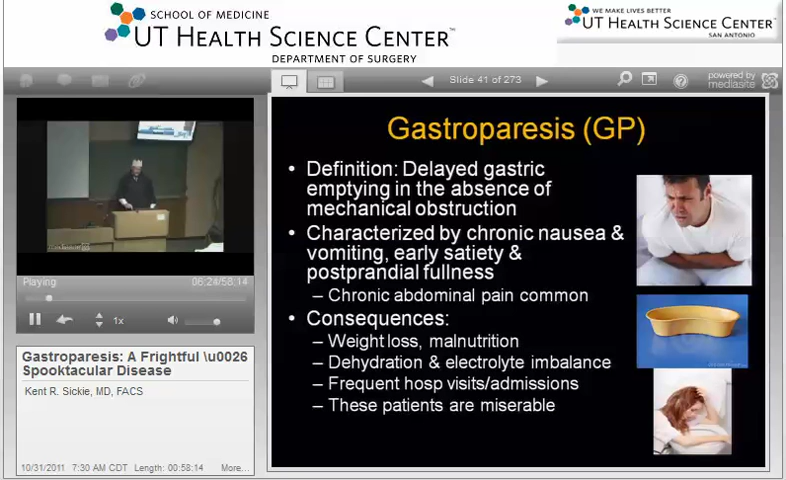 SCHOOL OF MEDICINE
UT HEALTH SCIENCE CENTER™
DEPARTMENT OF SURGERY
WE MAKE LIVES BETTER
UT HEALTH SCIENCE CENTER™
SAN ANTONIO
Slide 41 of 273
powered by
mediasite
Gastroparesis (GP)
• Definition: Delayed gastric
emptying in the absence of
mechanical obstruction
• Characterized by chronic nausea &
vomiting, early satiety &
postprandial fullness
– Chronic abdominal pain common
• Consequences:
– Weight loss, malnutrition
– Dehydration & electrolyte imbalance
– Frequent hosp visits/admissions
– These patients are miserable
Playing
06:24/58:14
1x
Gastroparesis: A Frightful \u0026
Spooktacular Disease
Kent R. Sickie, MD, FACS
10/31/2011 7:30 AM CDT Length: 00:58:14 More...